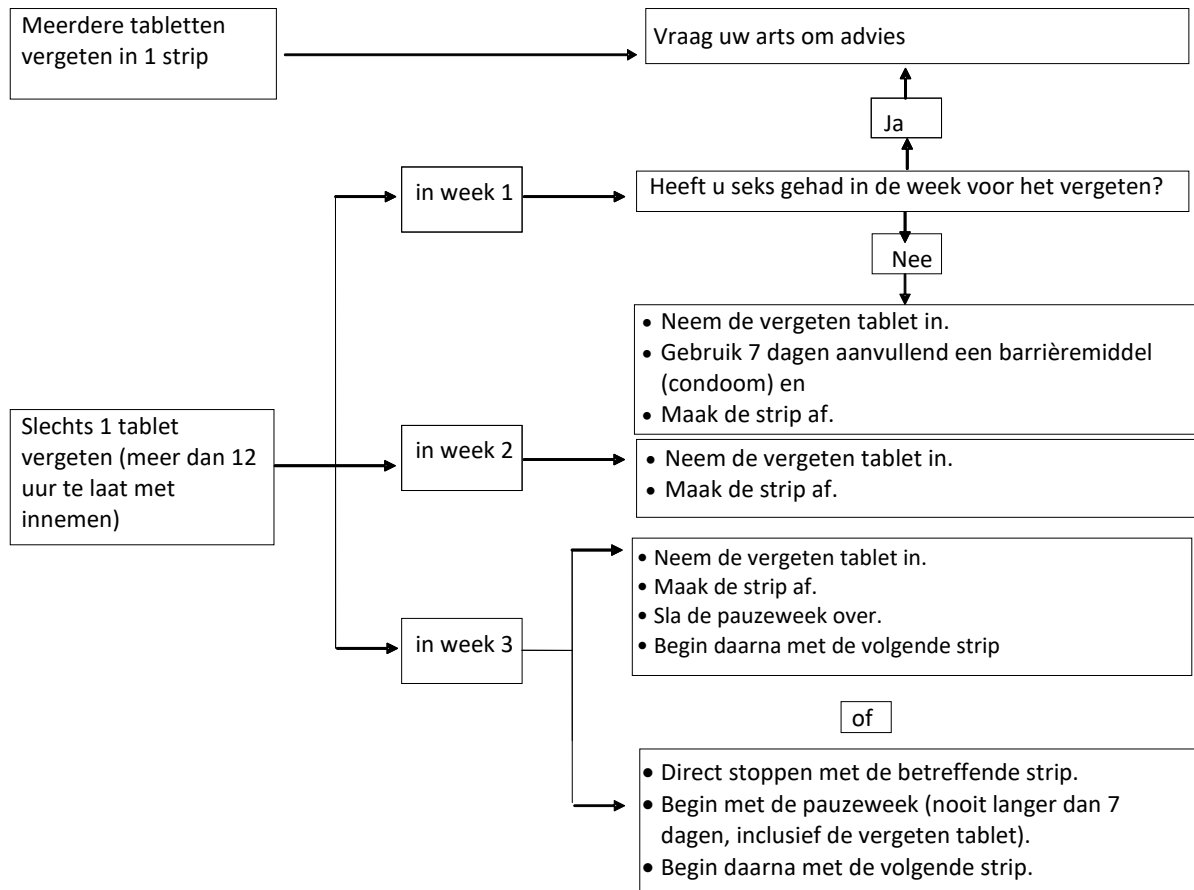 Meerdere tabletten
vergeten in 1 strip
Vraag uw arts om advies
Ja
in week 1
Heeft u seks gehad in de week voor het vergeten?
Nee
• Neem de vergeten tablet in.
• Gebruik 7 dagen aanvullend een barrièremiddel
(condoom) en
• Maak de strip af.
Slechts 1 tablet
vergeten (meer dan 12
uur te laat met
innemen)
in week 2
• Neem de vergeten tablet in.
• Maak de strip af.
in week 3
• Neem de vergeten tablet in.
• Maak de strip af.
• Sla de pauzeweek over.
• Begin daarna met de volgende strip
of
• Direct stoppen met de betreffende strip.
• Begin met de pauzeweek (nooit langer dan 7
dagen, inclusief de vergeten tablet).
• Begin daarna met de volgende strip.